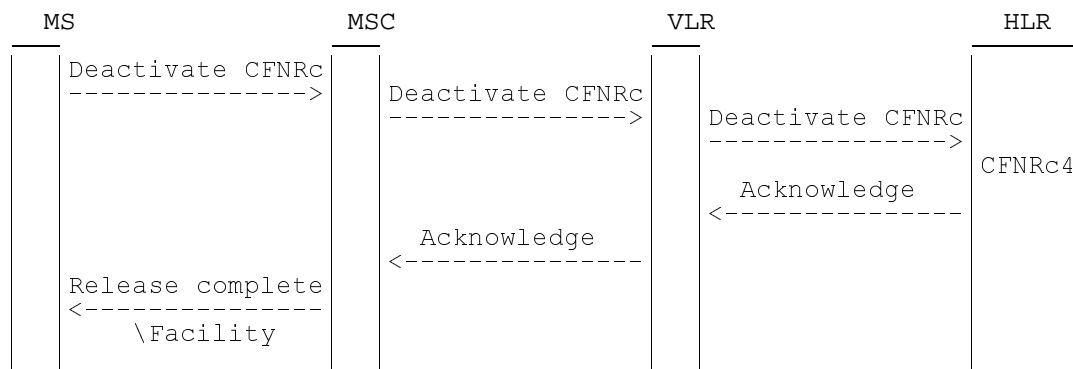 MS MSC VLR HLR
Deactivate CFNRc
--------------->
Deactivate CFNRc
--------------->
Deactivate CFNRc
--------------->
CFNRc4
Acknowledge
<---------------
Acknowledge
<---------------
Release complete
<---------------
\Facility